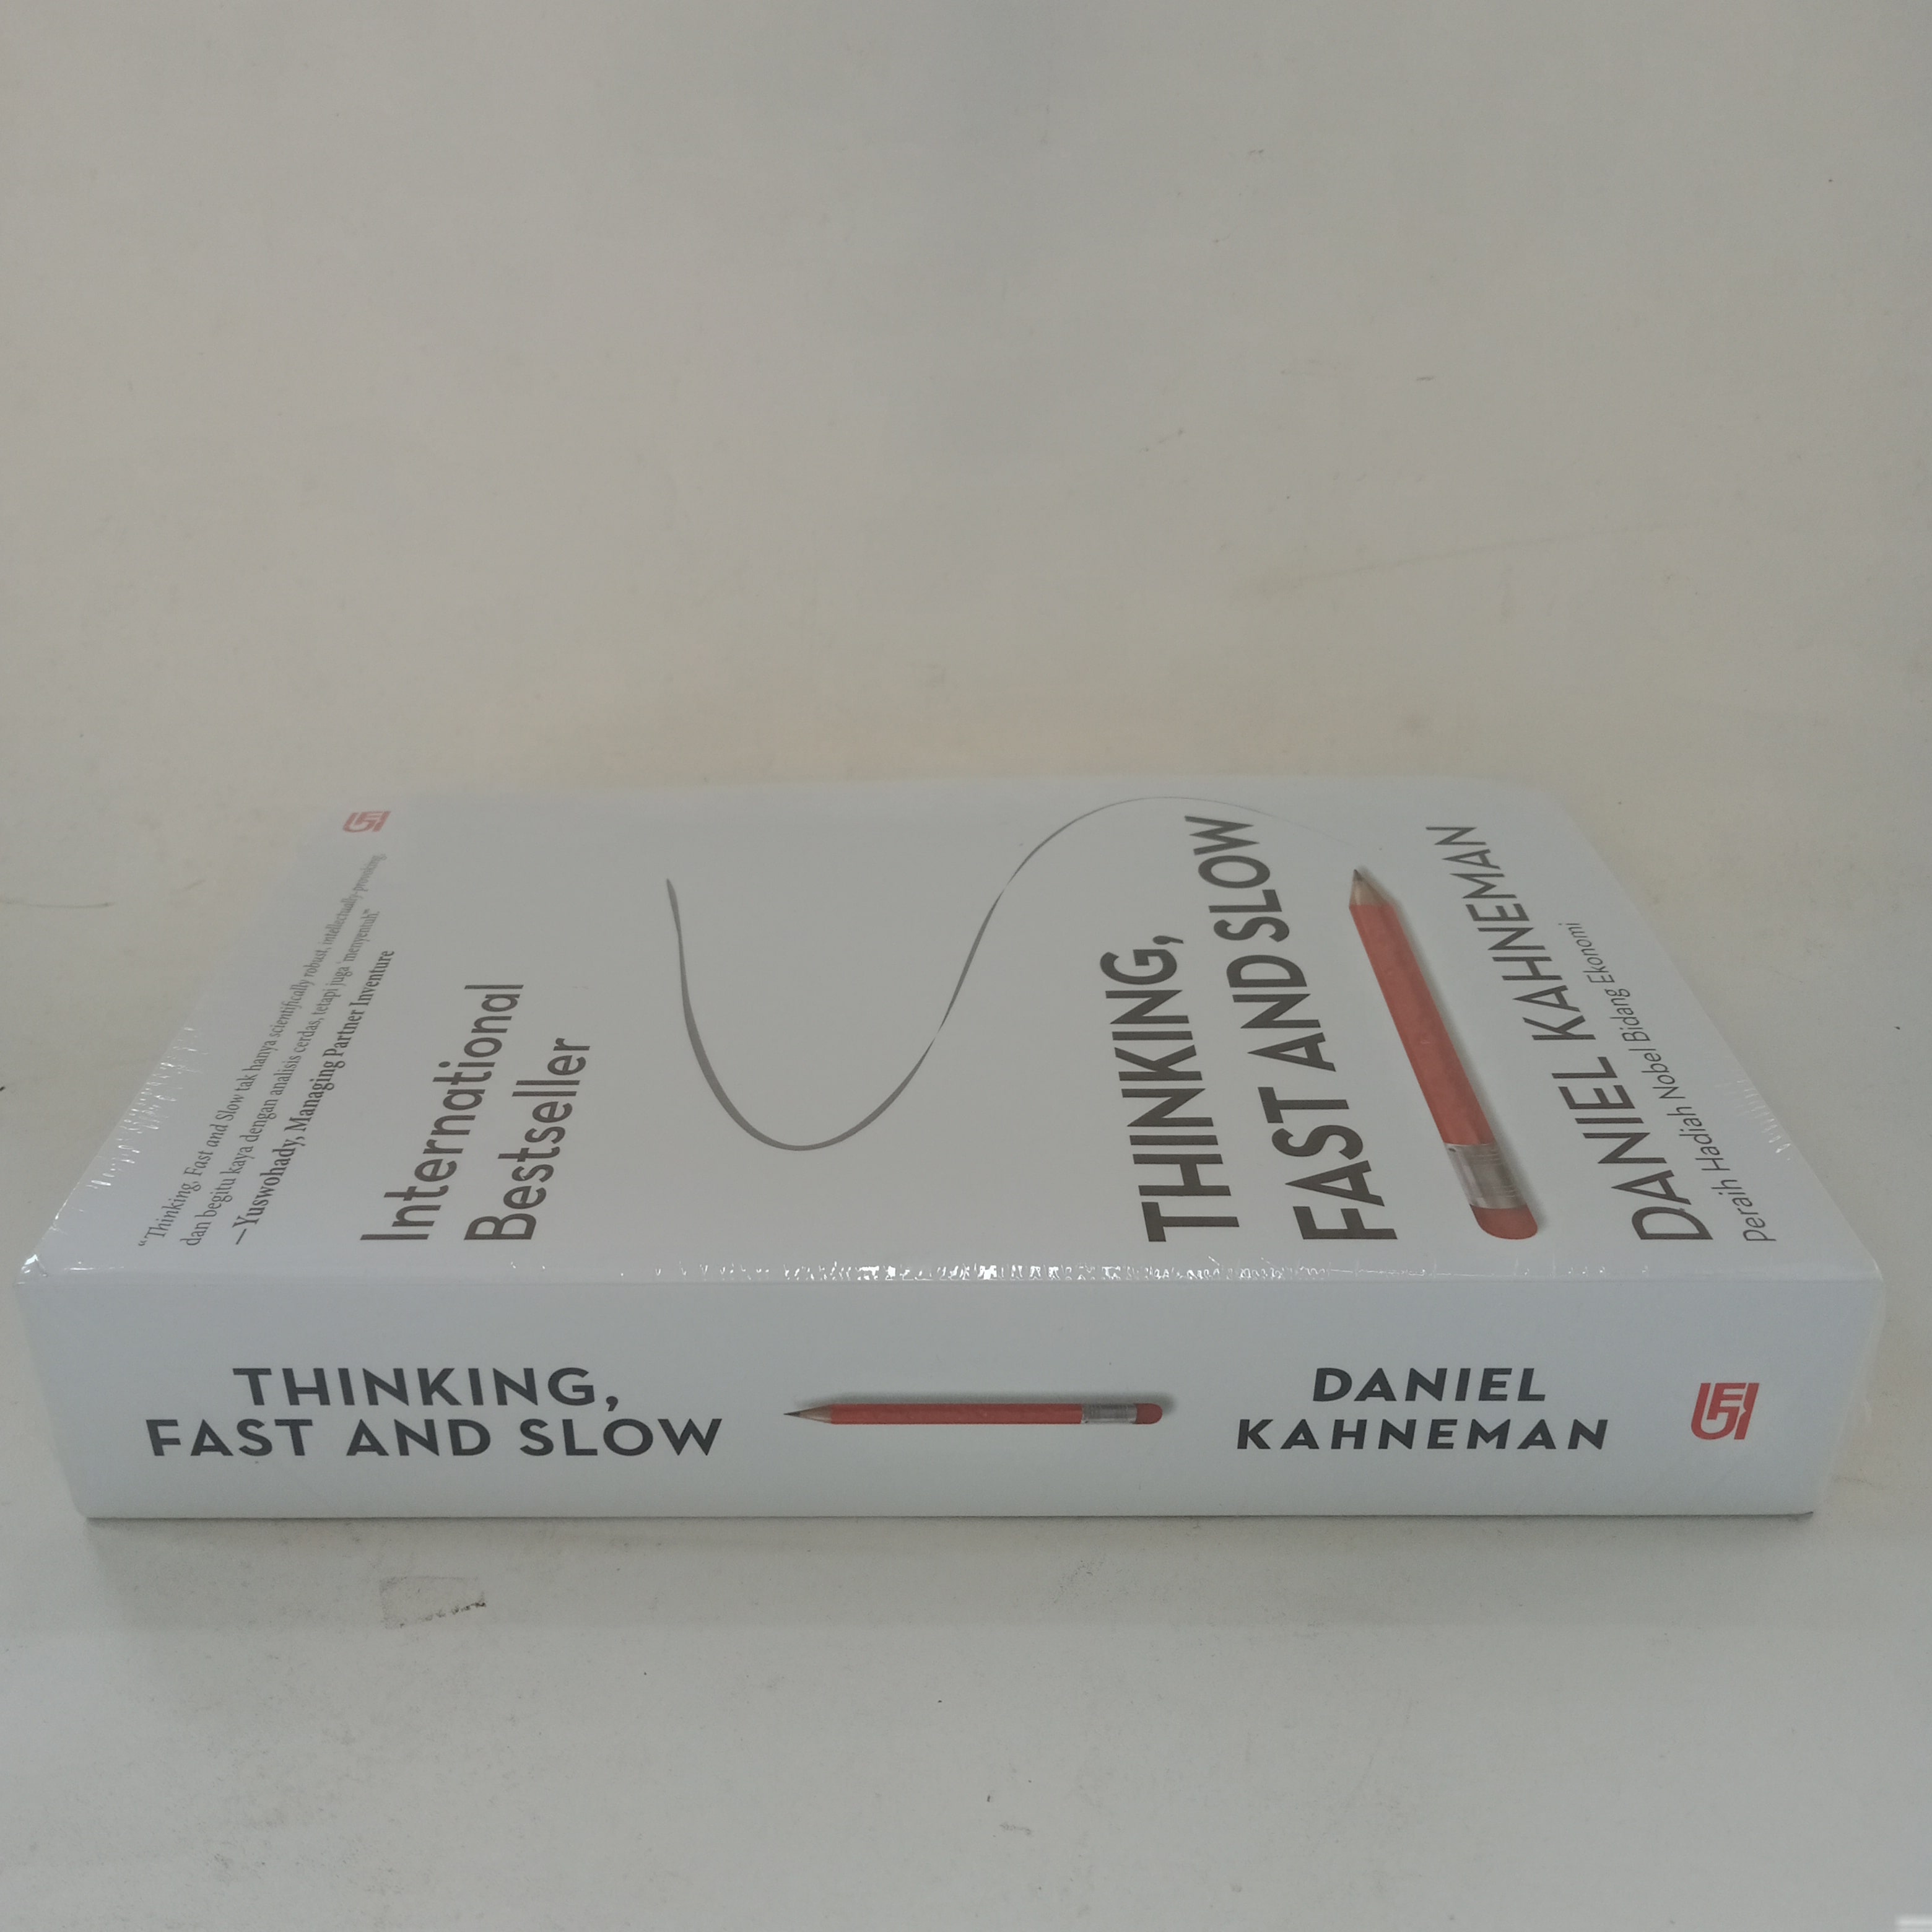 "Thinking, Fast and Slow tak hanya scientifically robust, intellectually provoking,
dan begitu kaya dengan analisis cerdas, tetapi juga 'menyentuh'"
—Yuswohady, Managing Partner Inventure
International
Bestseller
THINKING,
FAST AND SLOW
DANIEL KAHNEMAN
Peraih Hadiah Nobel Bidang Ekonomi
THINKING,
FAST AND SLOW
DANIEL
KAHNEMAN